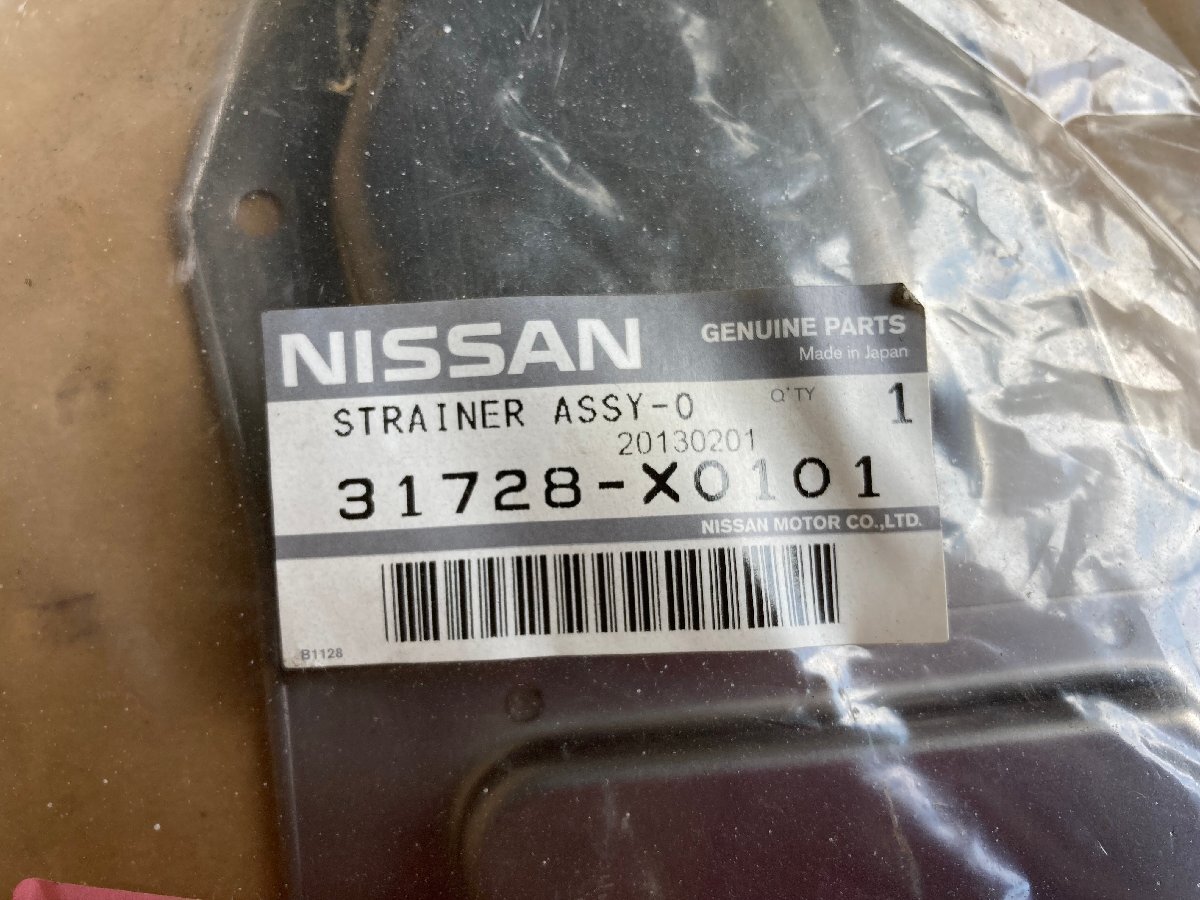 NISSAN
GENUINE PARTS
Made in Japan
STRAINER ASSY-O
Q'TY 1
20130201
31728-X0101
NISSAN MOTOR CO.,LTD.
B1128